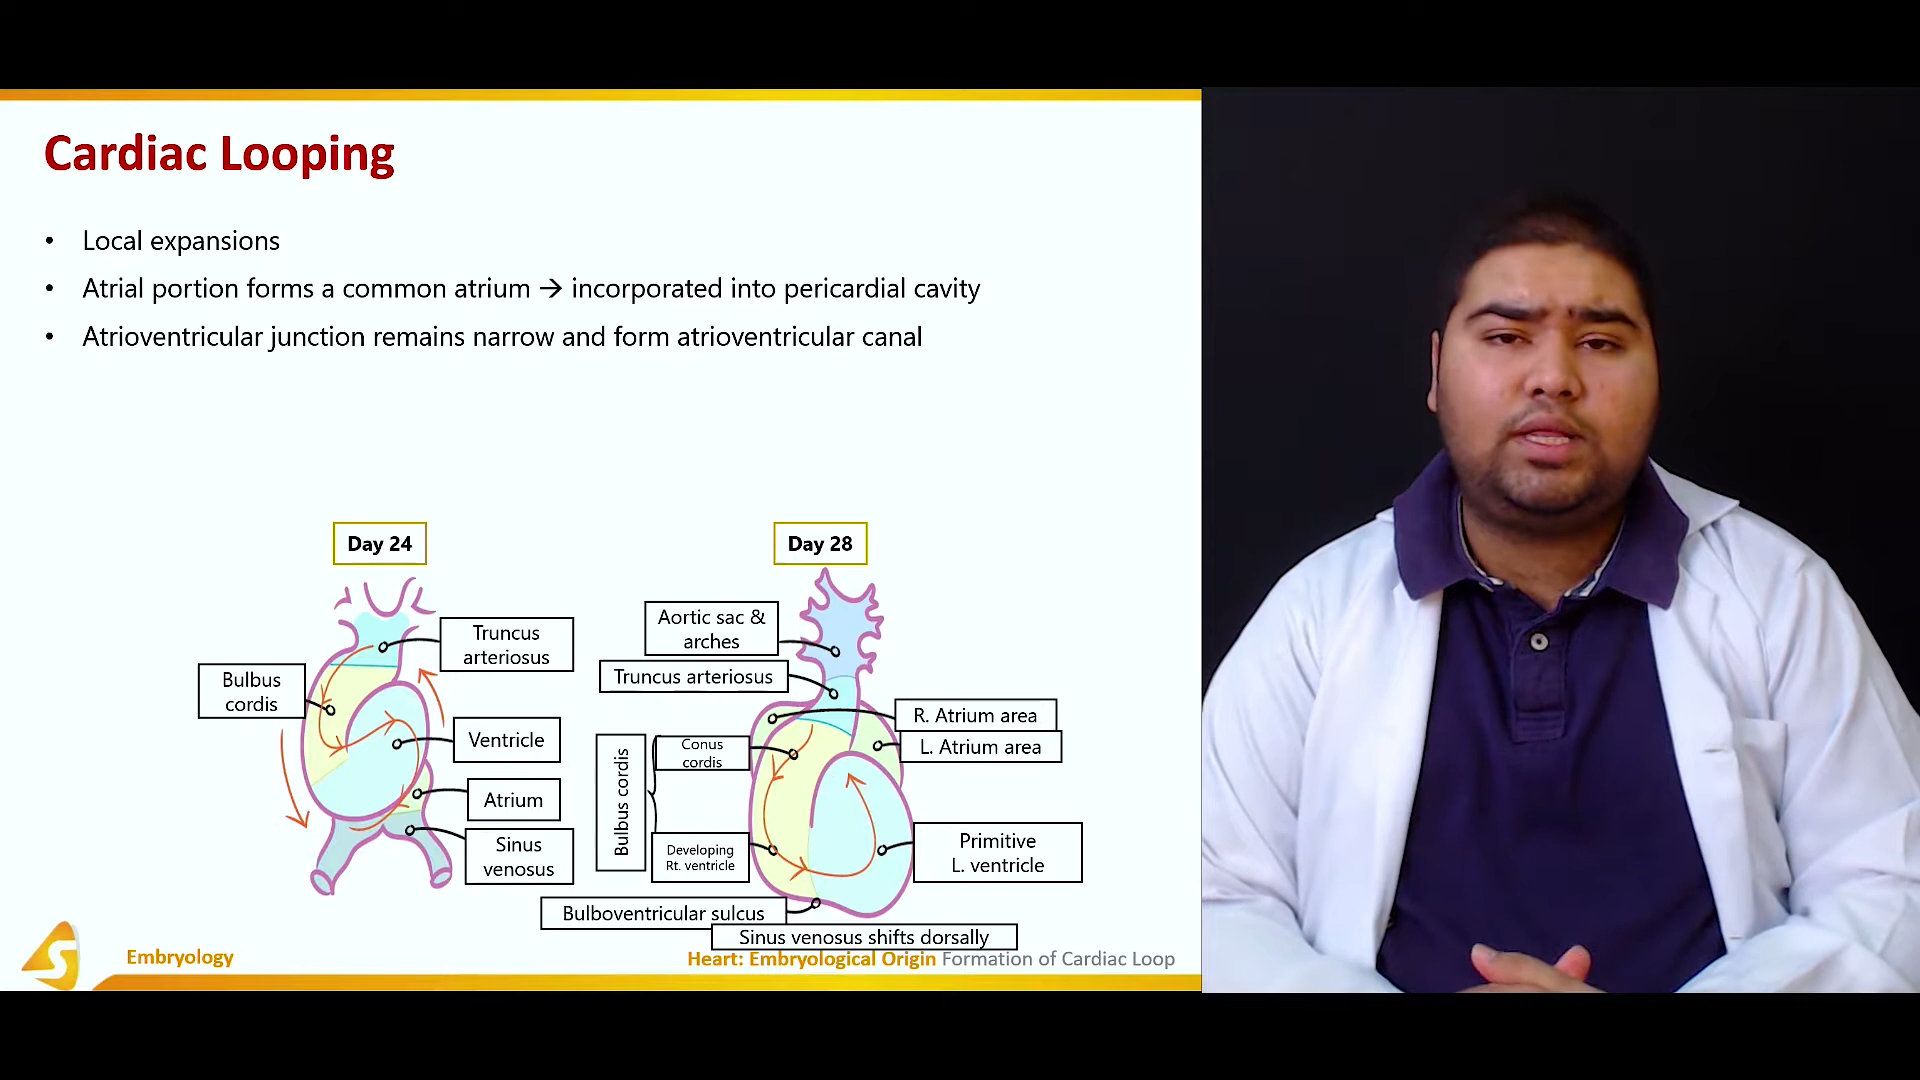 Cardiac Looping
• Local expansions
• Atrial portion forms a common atrium → incorporated into pericardial cavity
• Atrioventricular junction remains narrow and form atrioventricular canal
Day 24
Truncus
arteriosus
Bulbus
cordis
Ventricle
Atrium
Sinus
venosus
Day 28
Aortic sac &
arches
Truncus arteriosus
R. Atrium area
L. Atrium area
Conus
cordis
Bulbus cordis
Developing
Rt. ventricle
Primitive
L. ventricle
Bulboventricular sulcus
Sinus venosus shifts dorsally
S
Embryology
Heart: Embryological Origin Formation of Cardiac Loop